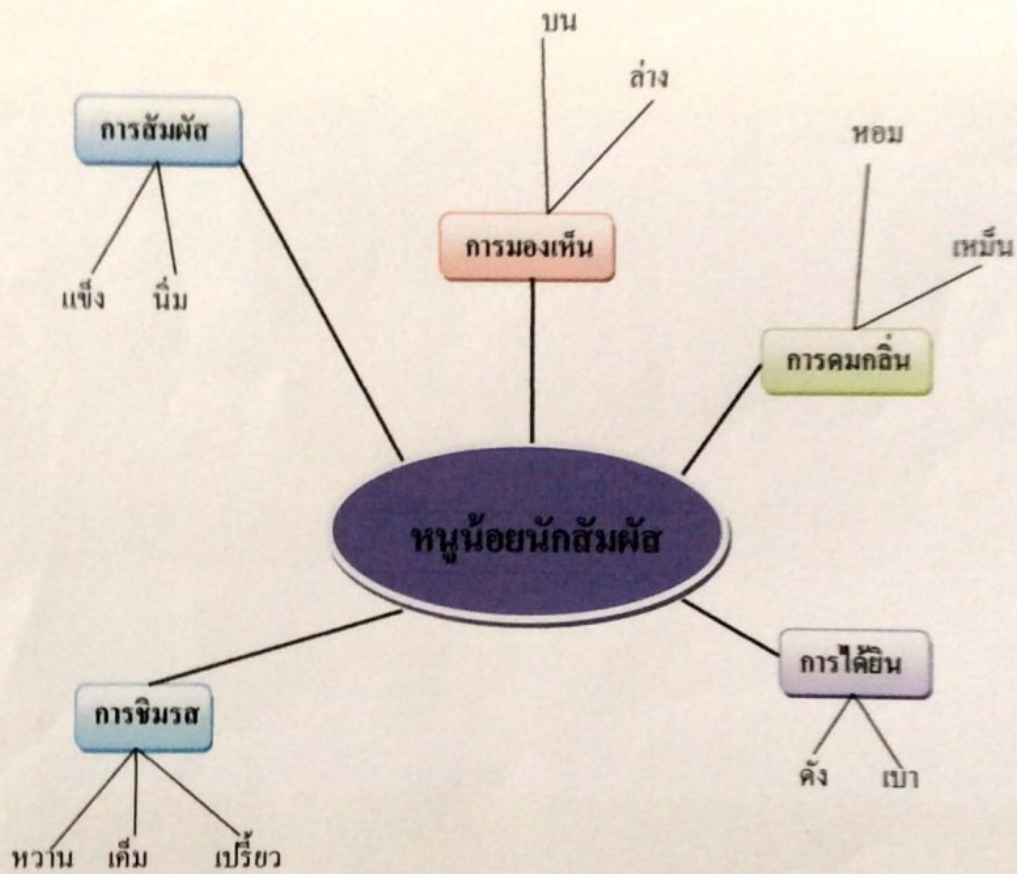 บน
ล่าง
การสัมผัส
หอม
การมองเห็น
เหม็น
แข็ง
นิ่ม
การดมกลิ่น
หนูน้อยนักสัมผัส
การได้ยิน
การชิมรส
ดัง
เบา
หวาน
เค็ม
เปรี้ยว